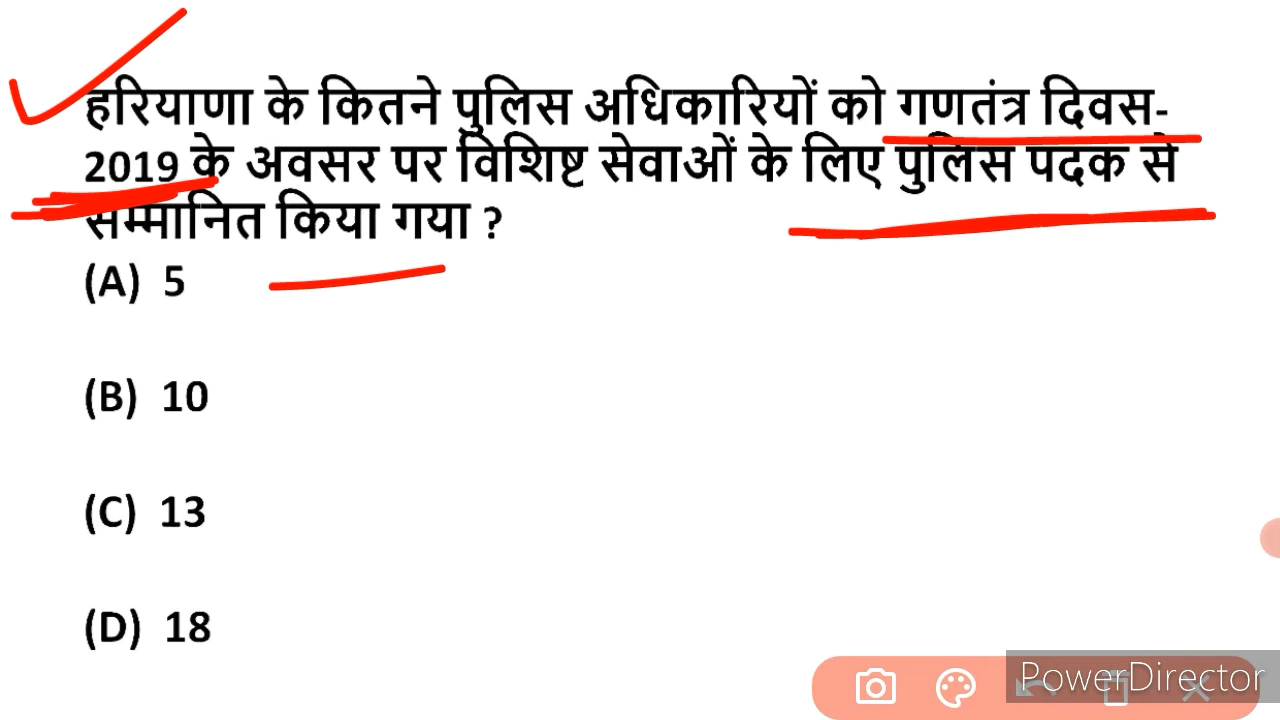 हरियाणा के कितने पुलिस अधिकारियों को गणतंत्र दिवस-
2019 के अवसर पर विशिष्ट सेवाओं के लिए पुलिस पदक से
सम्मानित किया गया ?
(A) 5
(B) 10
(C) 13
(D) 18
PowerDirector